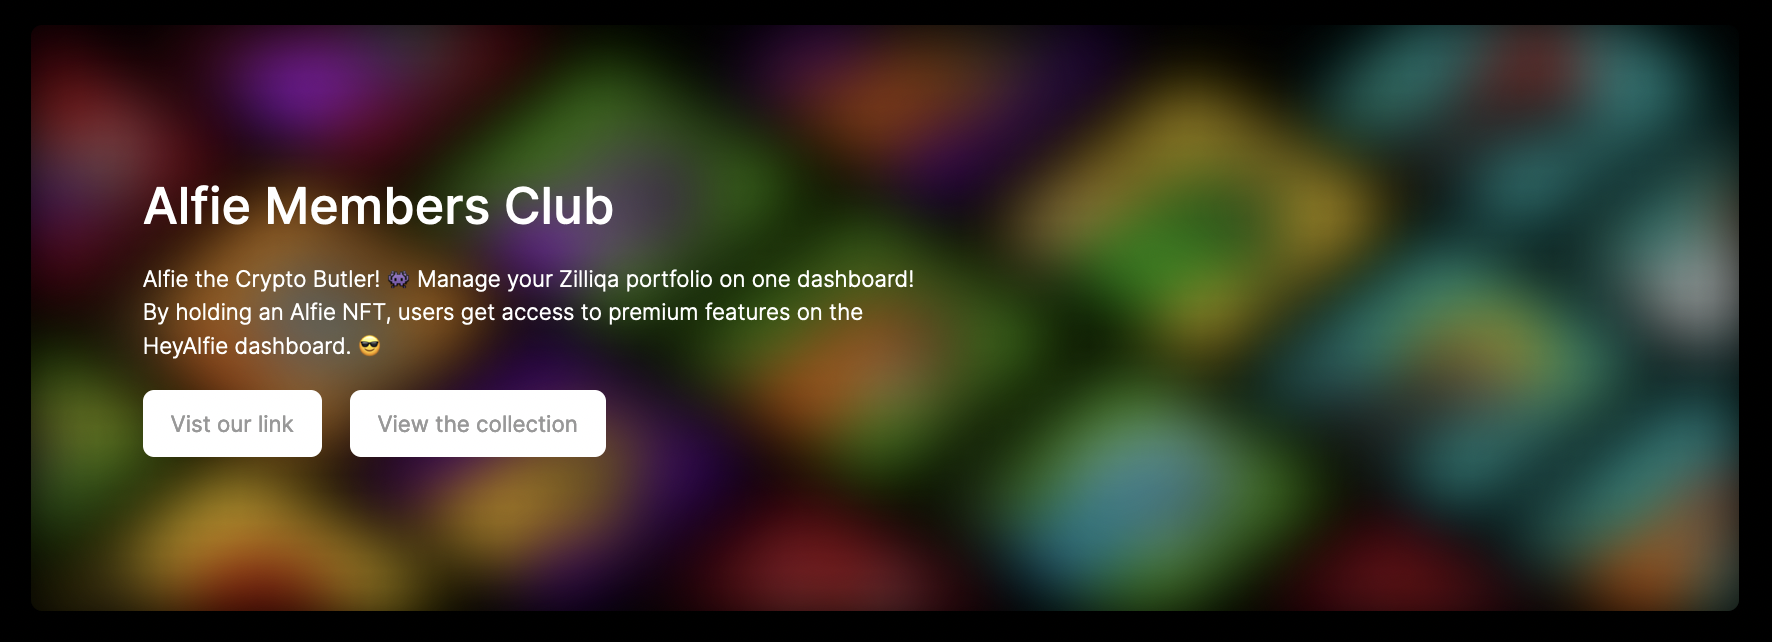 Alfie Members Club
Alfie the Crypto Butler! 👾 Manage your Zilliqa portfolio on one dashboard!
By holding an Alfie NFT, users get access to premium features on the
HeyAlfie dashboard. 😎
Vist our link
View the collection